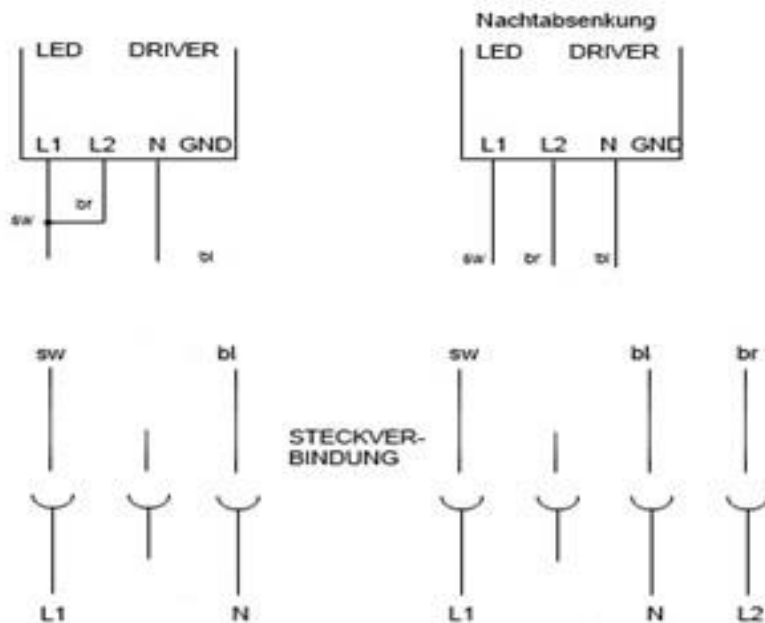 Nachtabsenkung
LED DRIVER
LED DRIVER
L1 L2 N GND
L1 L2 N GND
br
sw
bl
sw br bl
sw bl
sw bl br
STECKVER-
BINDUNG
L1 N
L1 N L2